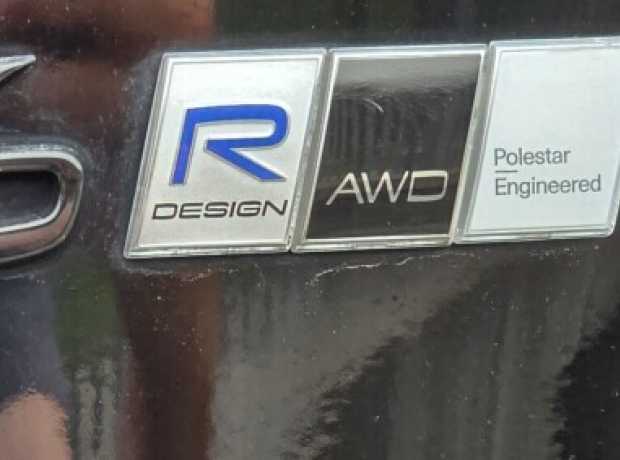 R
DESIGN
AWD
Polestar
Engineered